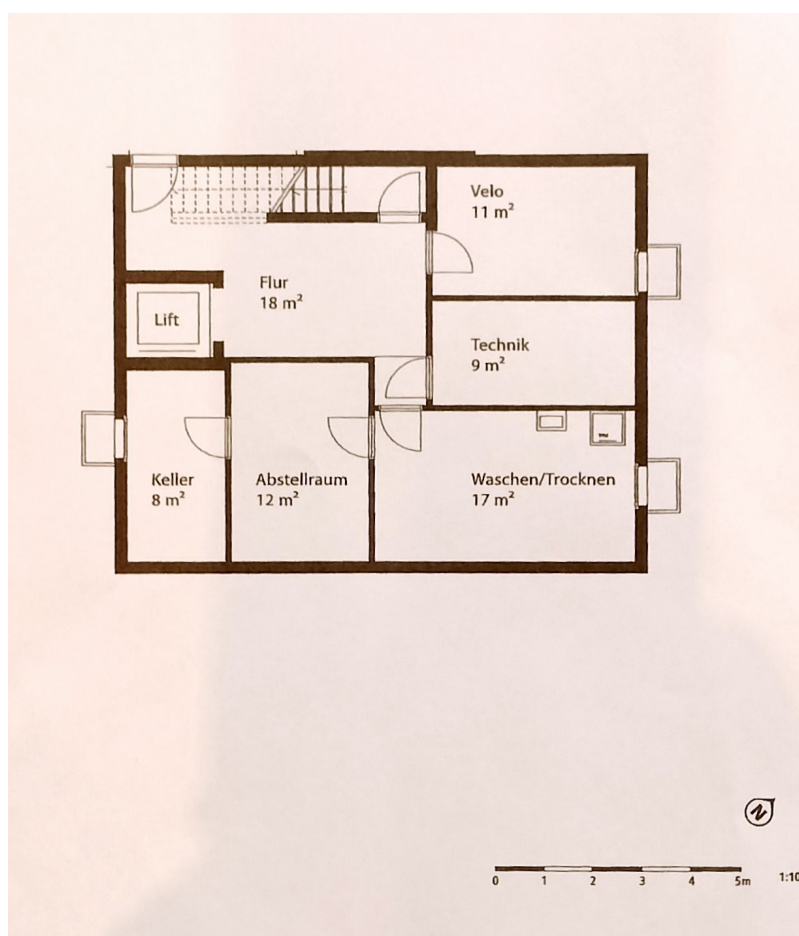 Velo
11 m²
Flur
18 m²
Lift
Technik
9 m²
Keller
8 m²
Abstellraum
12 m²
Waschen/Trocknen
17 m²
N
0 1 2 3 4 5m 1:10